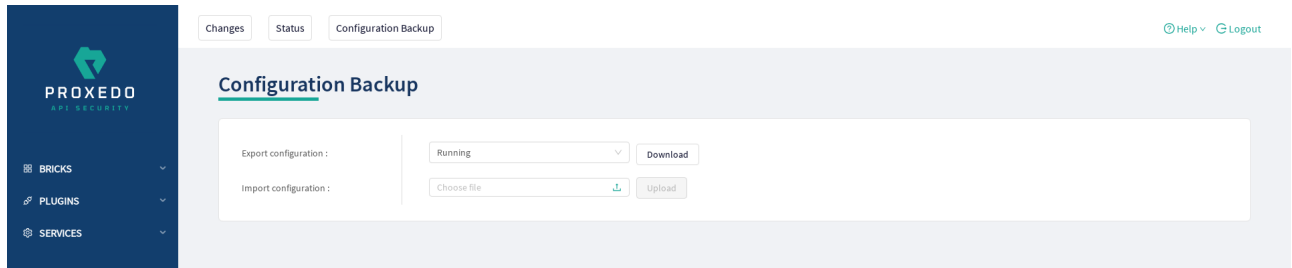 Changes Status Configuration Backup Help Logout
PROXEDO
API SECURITY
Configuration Backup
BRICKS
PLUGINS
SERVICES
Export configuration : Running Download
Import configuration : Choose file Upload